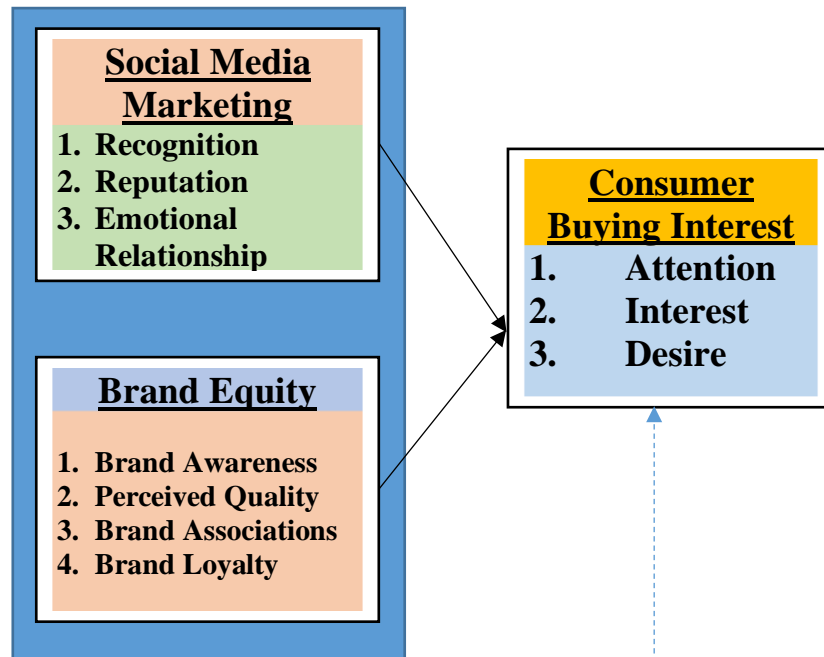 Social Media
Marketing
1. Recognition
2. Reputation
3. Emotional
Relationship
Brand Equity
1. Brand Awareness
2. Perceived Quality
3. Brand Associations
4. Brand Loyalty
Consumer
Buying Interest
1. Attention
2. Interest
3. Desire